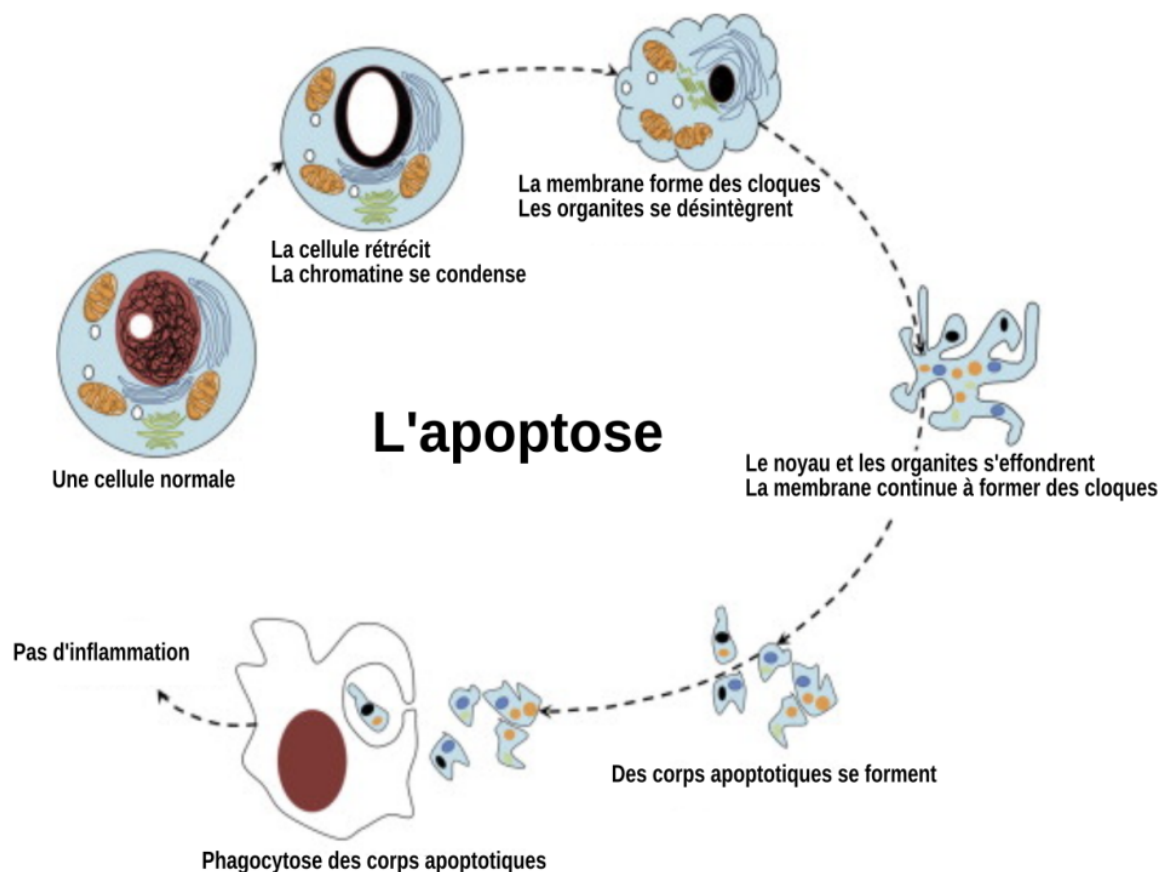 L'apoptose
Une cellule normale
La cellule rétrécit
La chromatine se condense
La membrane forme des cloques
Les organites se désintègrent
Le noyau et les organites s'effondrent
La membrane continue à former des cloques
Des corps apoptotiques se forment
Phagocytose des corps apoptotiques
Pas d'inflammation